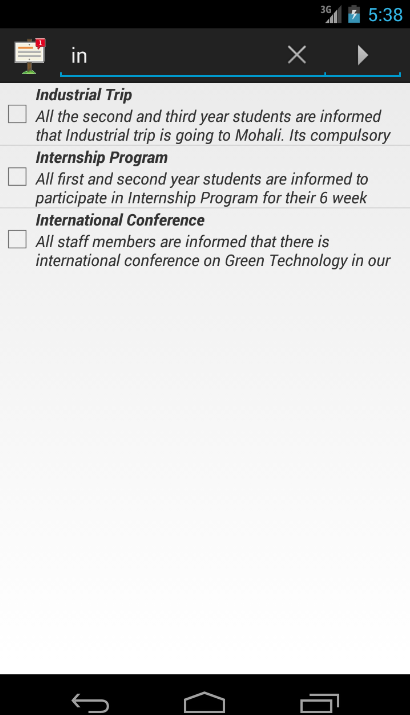 3G 5:38
1
in
Industrial Trip
All the second and third year students are informed
that Industrial trip is going to Mohali. Its compulsory
Internship Program
All first and second year students are informed to
participate in Internship Program for their 6 week
International Conference
All staff members are informed that there is
international conference on Green Technology in our